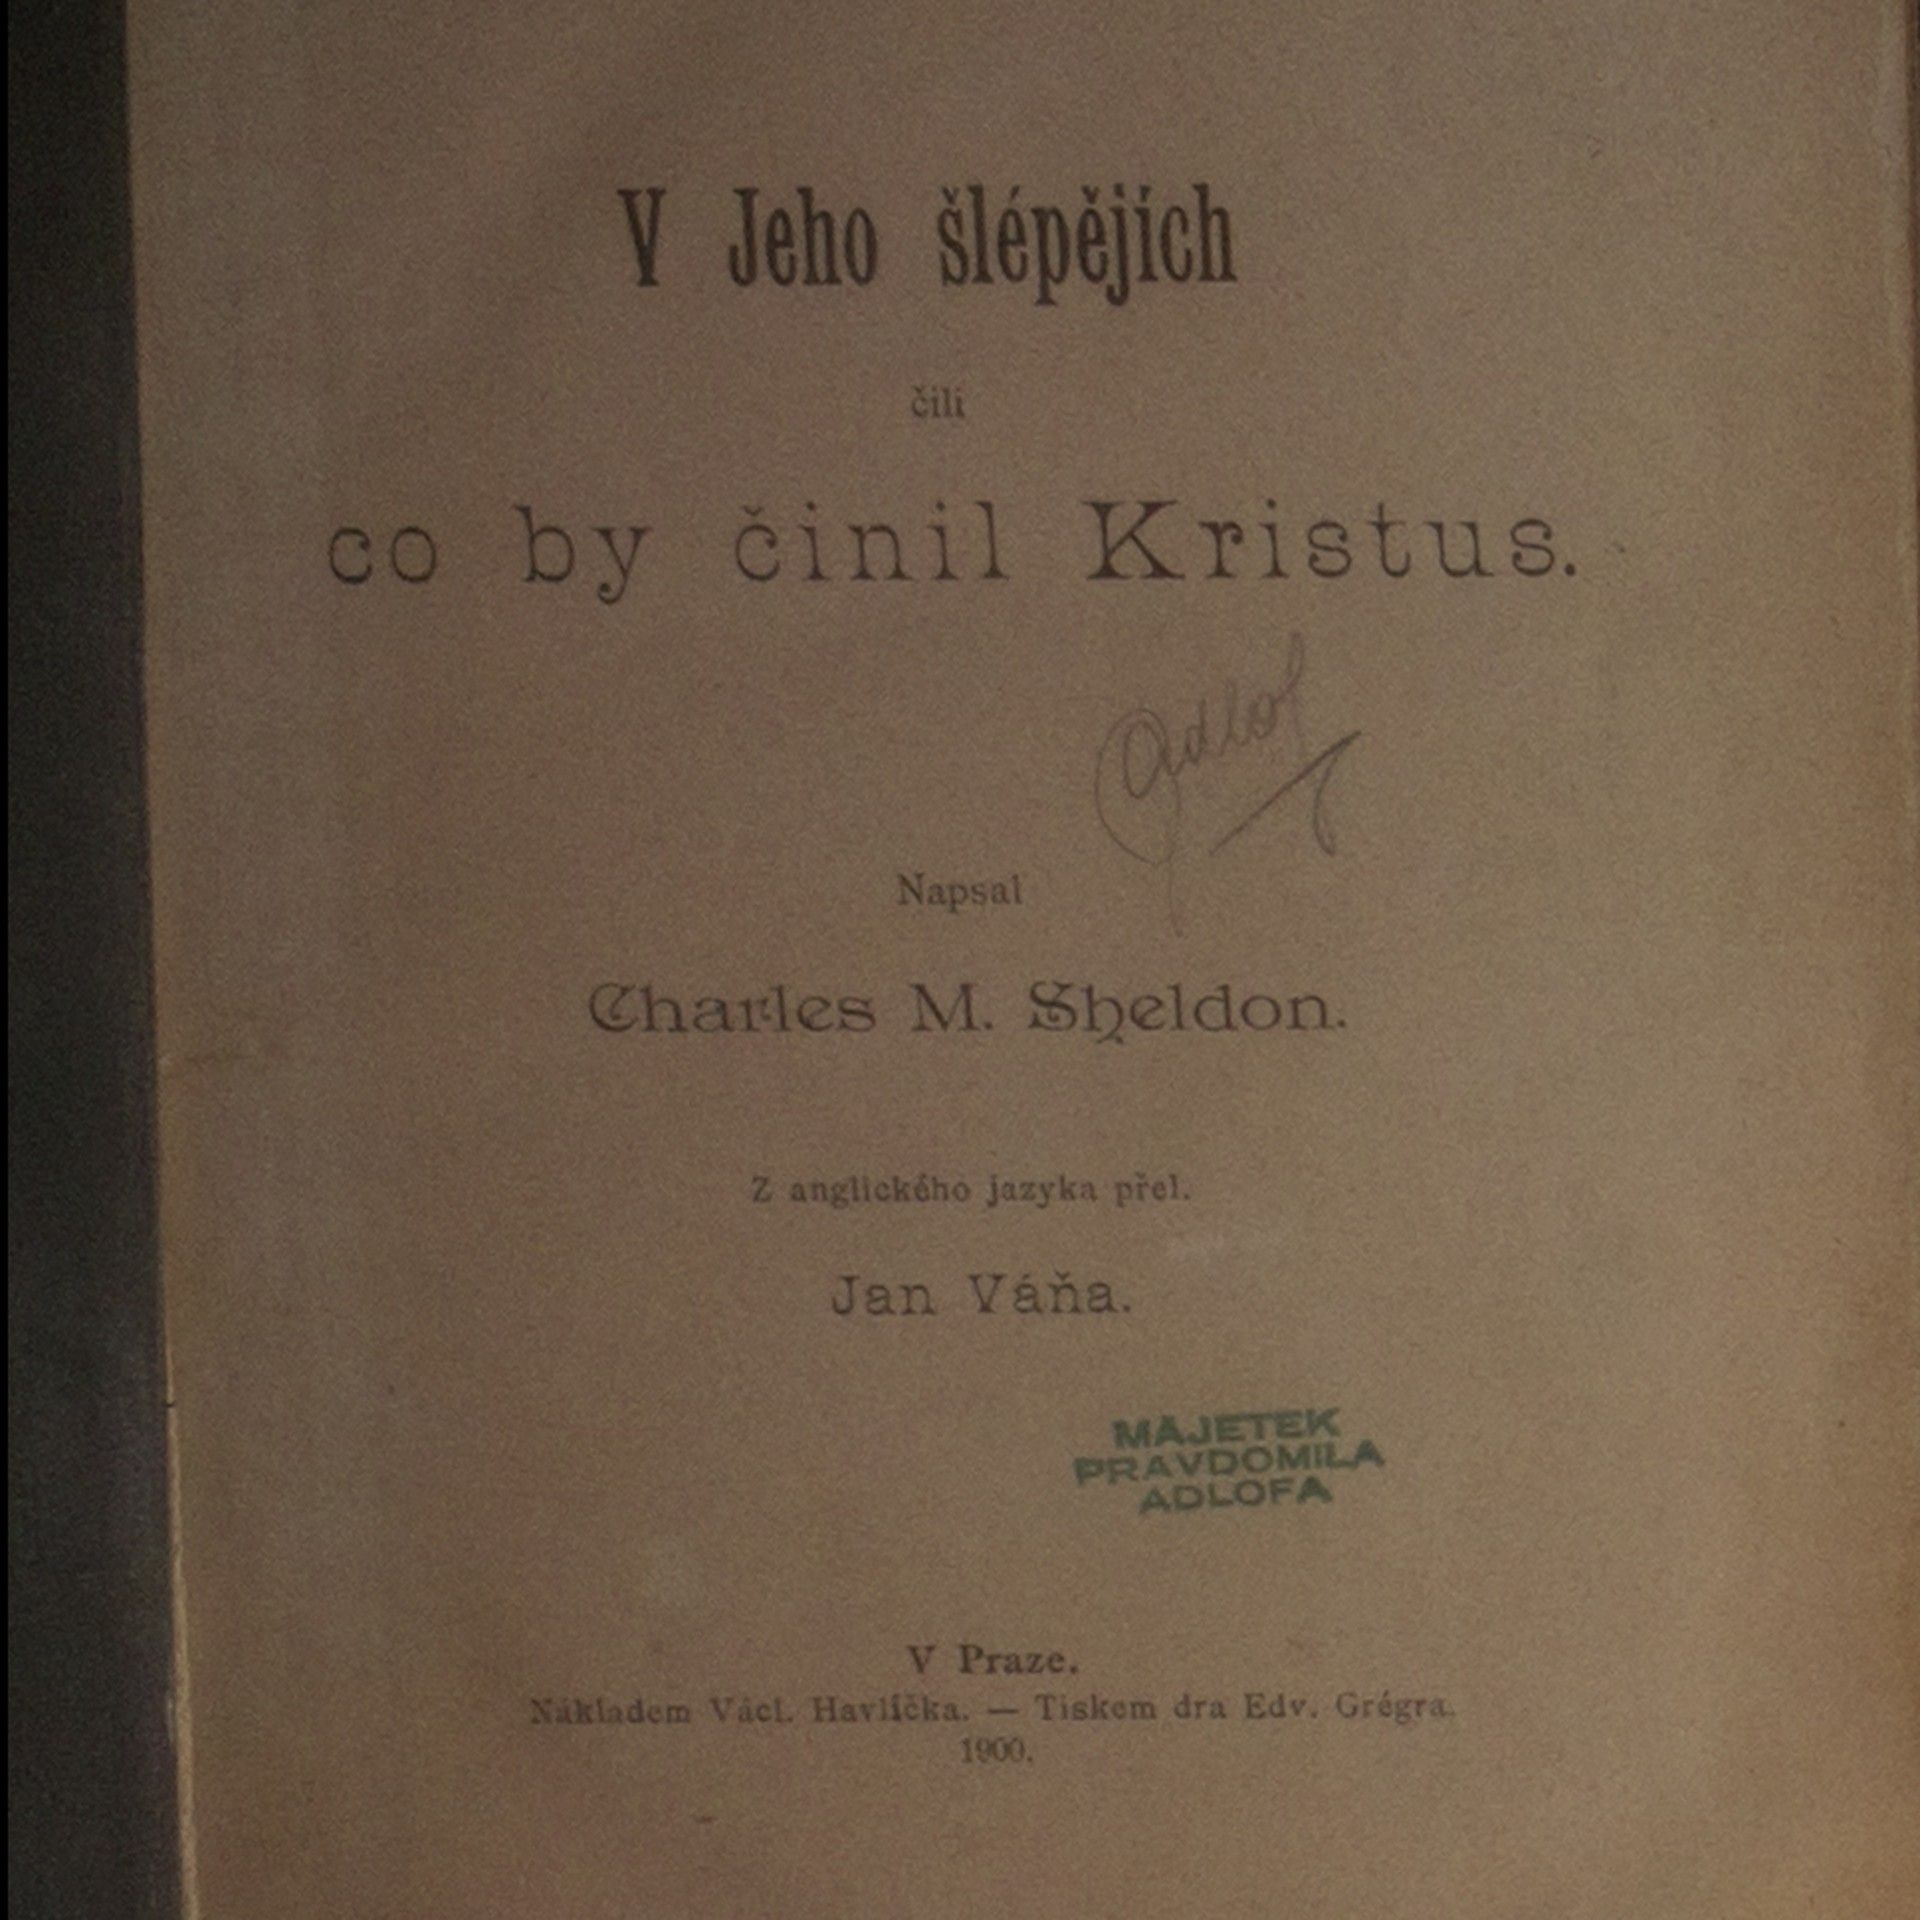 V Jeho šlépějích
čili
co by činil Kristus.
Adlof
Napsal
Charles M. Sheldon.
Z anglického jazyka přel.
Jan Váňa.
MAJETEK
PRAVDOMILA
ADLOFA
V Praze.
Nákladem Václ. Havlíčka. — Tiskem dra Edv. Grégra.
1900.